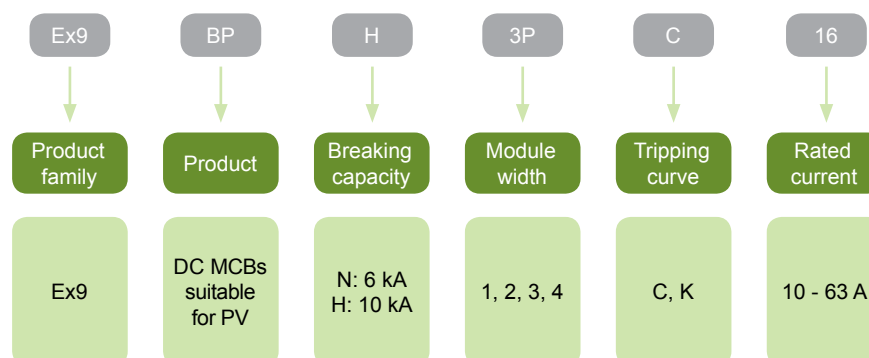 Ex9 BP H 3P C 16
Product family
Product
Breaking capacity
Module width
Tripping curve
Rated current
Ex9
DC MCBs
suitable
for PV
N: 6 kA
H: 10 kA
1, 2, 3, 4
C, K
10 - 63 A